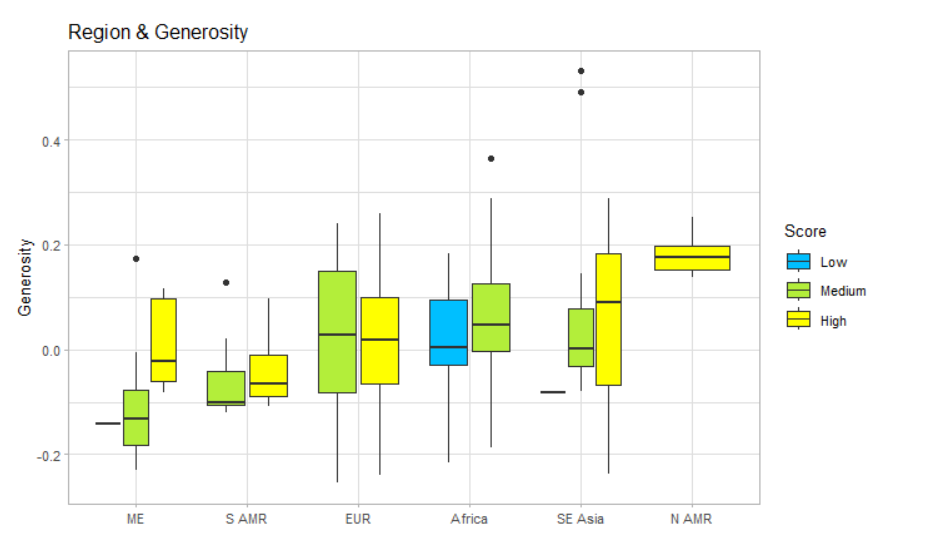 Region & Generosity
0.4
0.2
0.0
-0.2
Generosity
ME
S AMR
EUR
Africa
SE Asia
N AMR
Score
Low
Medium
High